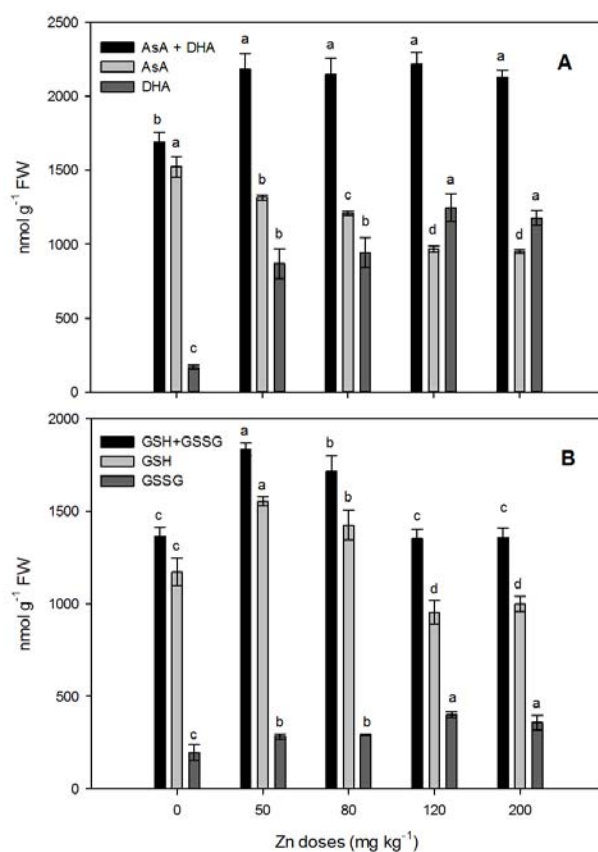 2500
2000
1500
1000
500
0
nmol g-1 FW
AsA + DHA
AsA
DHA
A
b a c
a b b
a c b
a d a
a d a
2000
1500
1000
500
0
nmol g-1 FW
GSH+GSSG
GSH
GSSG
B
c c c
a a b
b b b
c d a
c d a
0 50 80 120 200
Zn doses (mg kg-1)